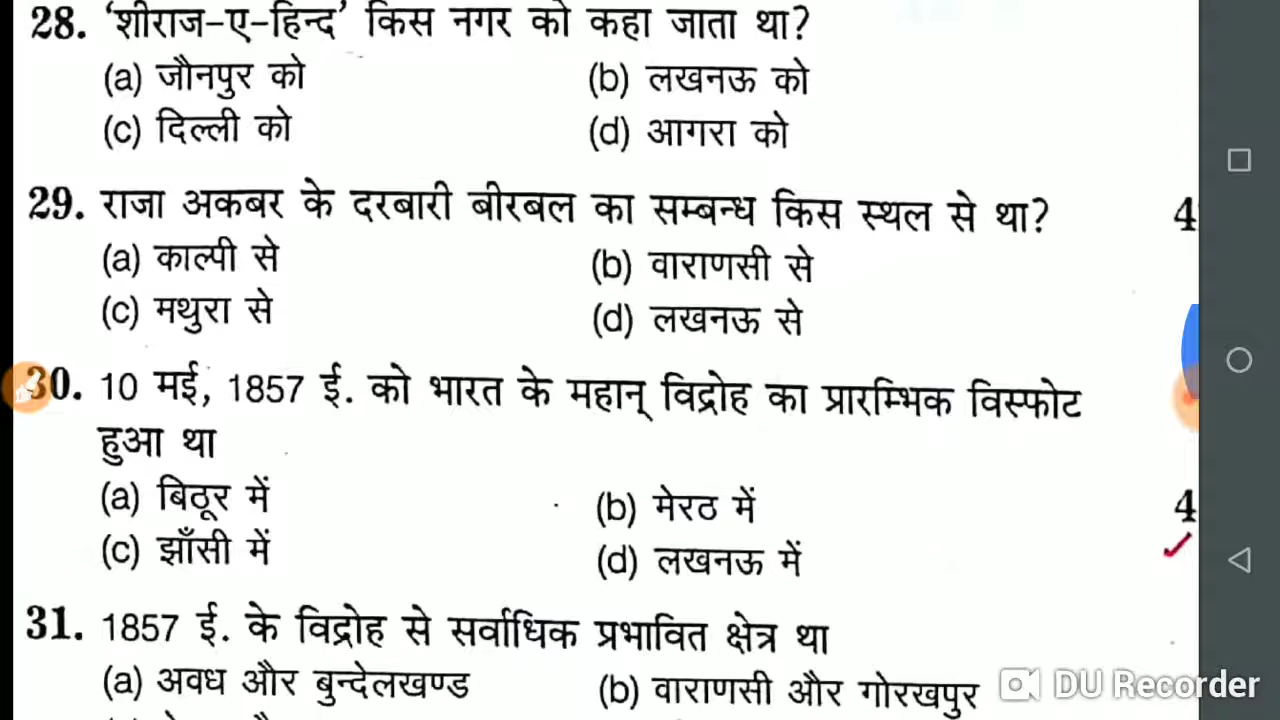 28. 'शीराज-ए-हिन्द' किस नगर को कहा जाता था?
(a) जौनपुर को (b) लखनऊ को
(c) दिल्ली को (d) आगरा को
29. राजा अकबर के दरबारी बीरबल का सम्बन्ध किस स्थल से था? 4
(a) काल्पी से (b) वाराणसी से
(c) मथुरा से (d) लखनऊ से
30. 10 मई, 1857 ई. को भारत के महान् विद्रोह का प्रारम्भिक विस्फोट
हुआ था
(a) बिठूर में (b) मेरठ में 4
(c) झाँसी में (d) लखनऊ में
31. 1857 ई. के विद्रोह से सर्वाधिक प्रभावित क्षेत्र था
(a) अवध और बुन्देलखण्ड (b) वाराणसी और गोरखपुर
DU Recorder